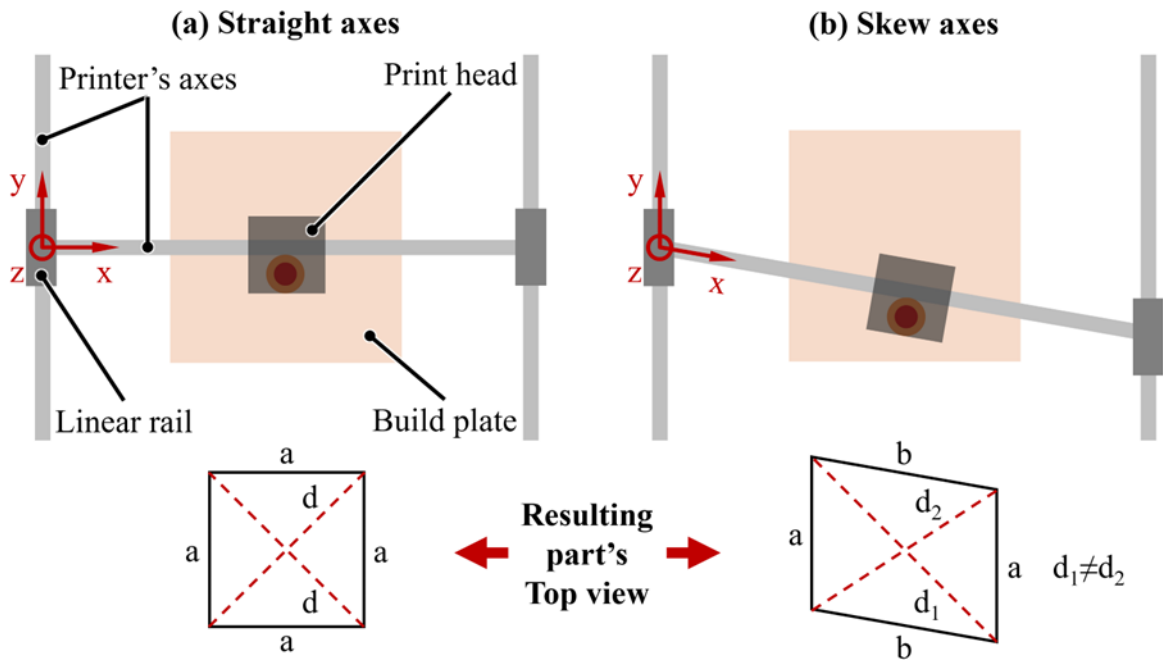 (a) Straight axes
(b) Skew axes
Printer's axes
Print head
y
z
x
Linear rail
Build plate
y
z
x
a
d
a
a
d
a
Resulting
part's
Top view
b
d₂
a
a
d₁≠d₂
d₁
b